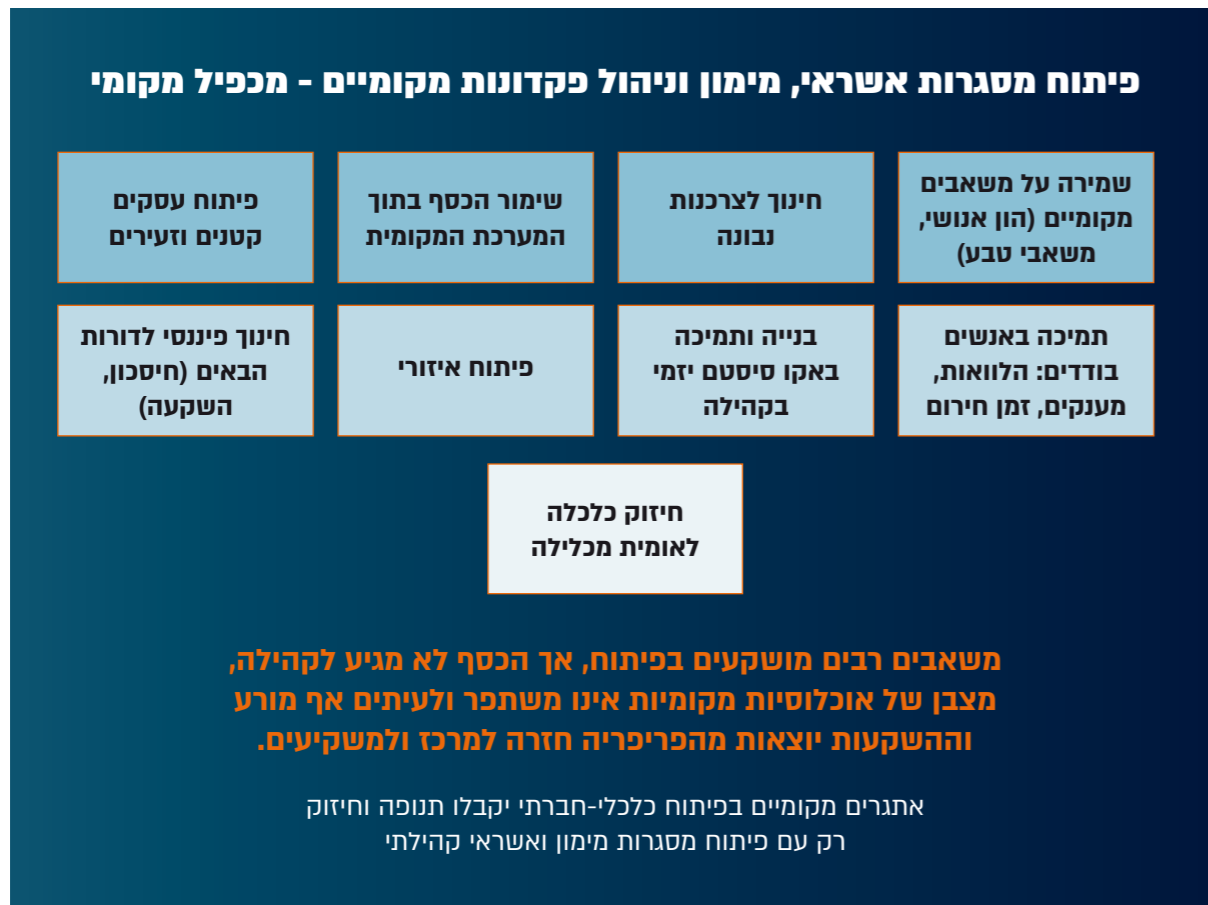 פיתוח מסגרות אשראי, מימון וניהול פקדונות מקומיים - מכפיל מקומי
שמירה על משאבים
מקומיים (הון אנושי,
משאבי טבע)
חינוך לצרכנות
נבונה
שימור הכסף בתוך
המערכת המקומית
פיתוח עסקים
קטנים וזעירים
תמיכה באנשים
בודדים: הלוואות,
מענקים, זמן חירום
בנייה ותמיכה
באקו סיסטם יזמי
בקהילה
פיתוח איזורי
חינוך פיננסי לדורות
הבאים (חיסכון,
השקעה)
חיזוק כלכלה
לאומית מכלילה
משאבים רבים מושקעים בפיתוח, אך הכסף לא מגיע לקהילה,
מצבן של אוכלוסיות מקומיות אינו משתפר ולעיתים אף מורע
וההשקעות יוצאות מהפריפריה חזרה למרכז ולמשקיעים.
אתגרים מקומיים בפיתוח כלכלי-חברתי יקבלו תנופה וחיזוק
רק עם פיתוח מסגרות מימון ואשראי קהילתי